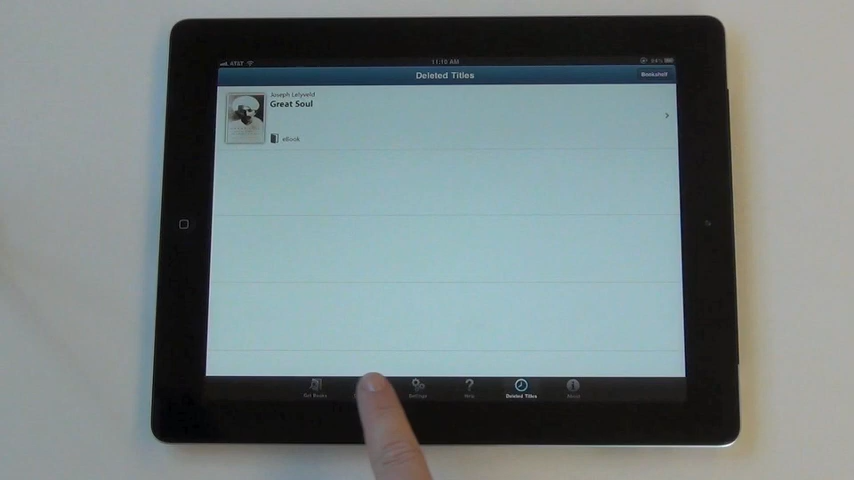 AT&T 11:10 AM 84%
Deleted Titles Bookshelf
Joseph Lelyveld
Great Soul
eBook
Get Books Settings Help Deleted Titles About